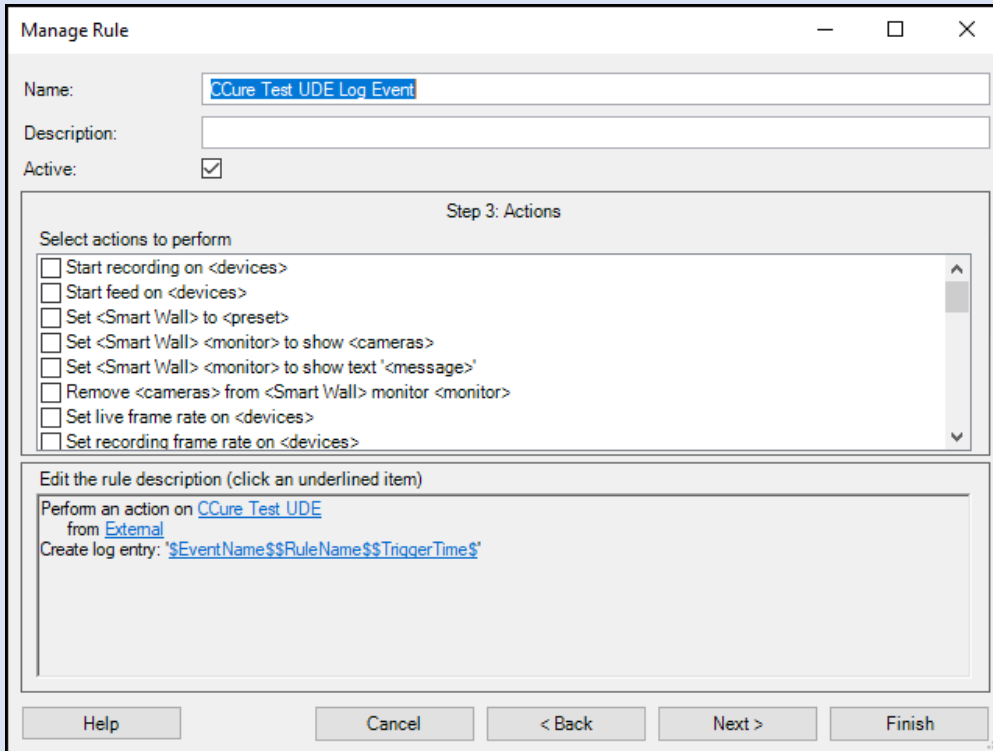 Manage Rule
Name: CCure Test UDE Log Event
Description:
Active:
Step 3: Actions
Select actions to perform
Start recording on <devices>
Start feed on <devices>
Set <Smart Wall> to <preset>
Set <Smart Wall> <monitor> to show <cameras>
Set <Smart Wall> <monitor> to show text '<message>'
Remove <cameras> from <Smart Wall> monitor <monitor>
Set live frame rate on <devices>
Set recording frame rate on <devices>
Edit the rule description (click an underlined item)
Perform an action on CCure Test UDE
from External
Create log entry: '$EventName$$RuleName$$TriggerTime$'
Help Cancel < Back Next > Finish